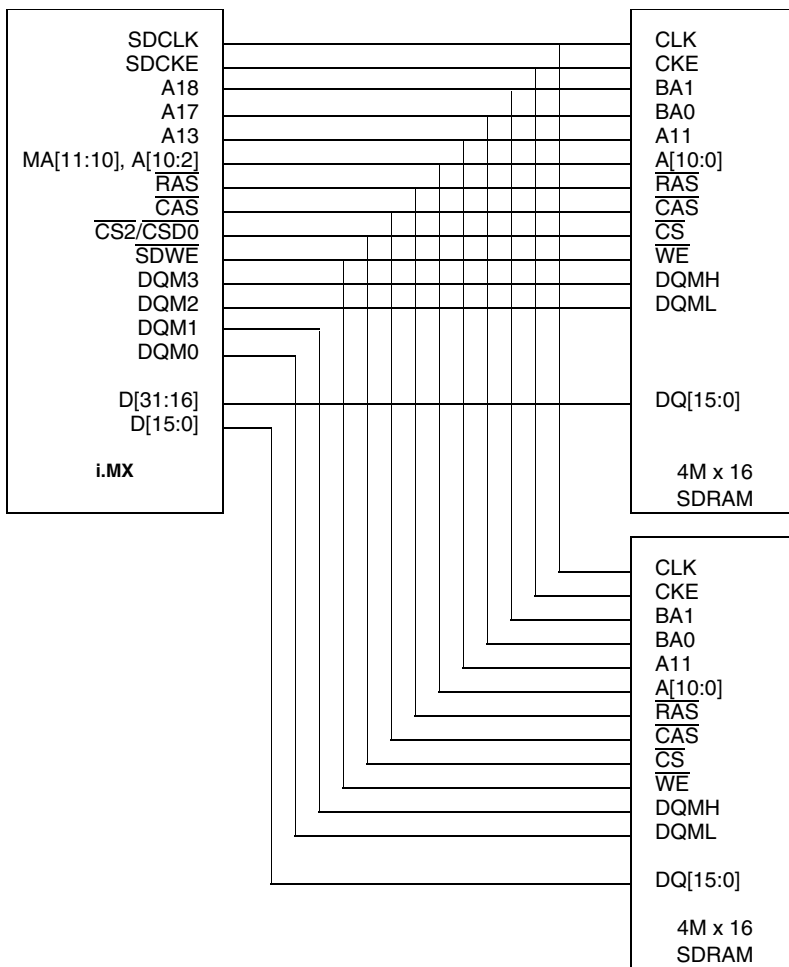 SDCLK
SDCKE
A18
A17
A13
MA[11:10], A[10:2]
RAS
CAS
CS2/CSD0
SDWE
DQM3
DQM2
DQM1
DQM0
D[31:16]
D[15:0]
i.MX
CLK
CKE
BA1
BA0
A11
A[10:0]
RAS
CAS
CS
WE
DQMH
DQML
DQ[15:0]
4M x 16
SDRAM
CLK
CKE
BA1
BA0
A11
A[10:0]
RAS
CAS
CS
WE
DQMH
DQML
DQ[15:0]
4M x 16
SDRAM